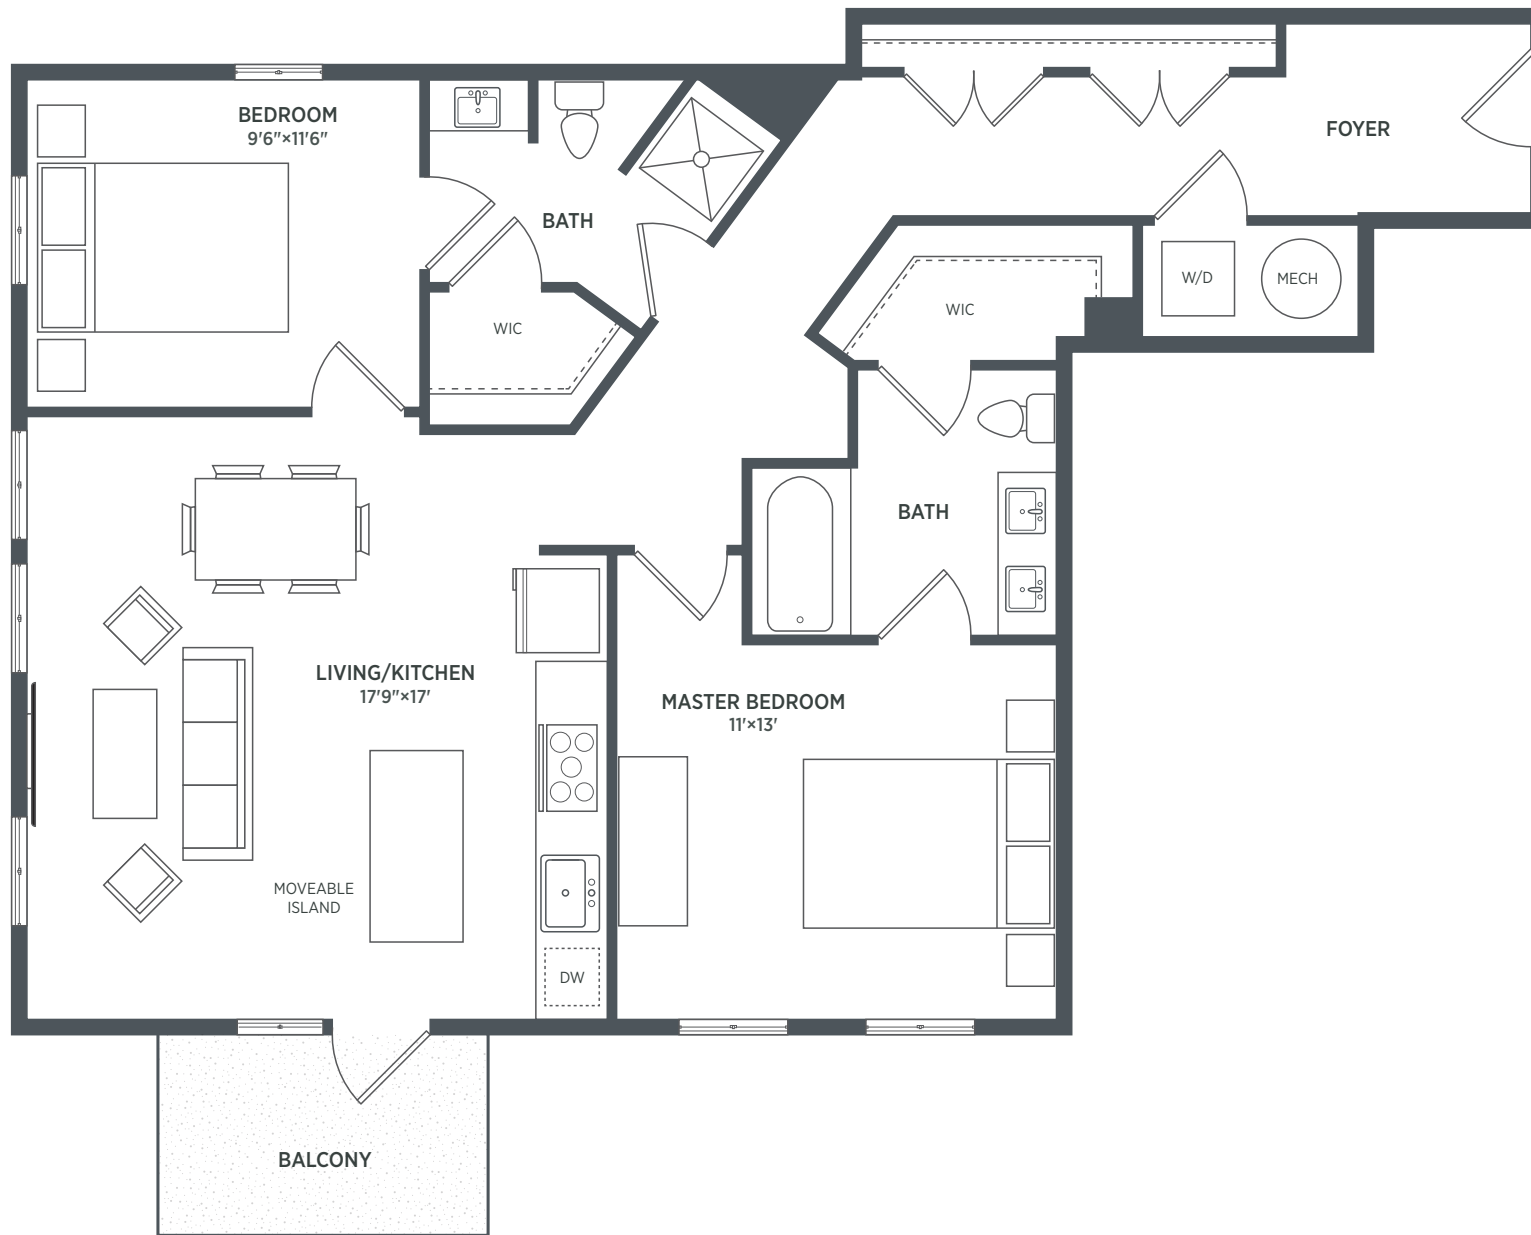 BEDROOM
9'6"×11'6"
FOYER
BATH
W/D
MECH
WIC
WIC
BATH
LIVING/KITCHEN
17'9"×17'
MASTER BEDROOM
11'×13'
MOVEABLE
ISLAND
DW
BALCONY